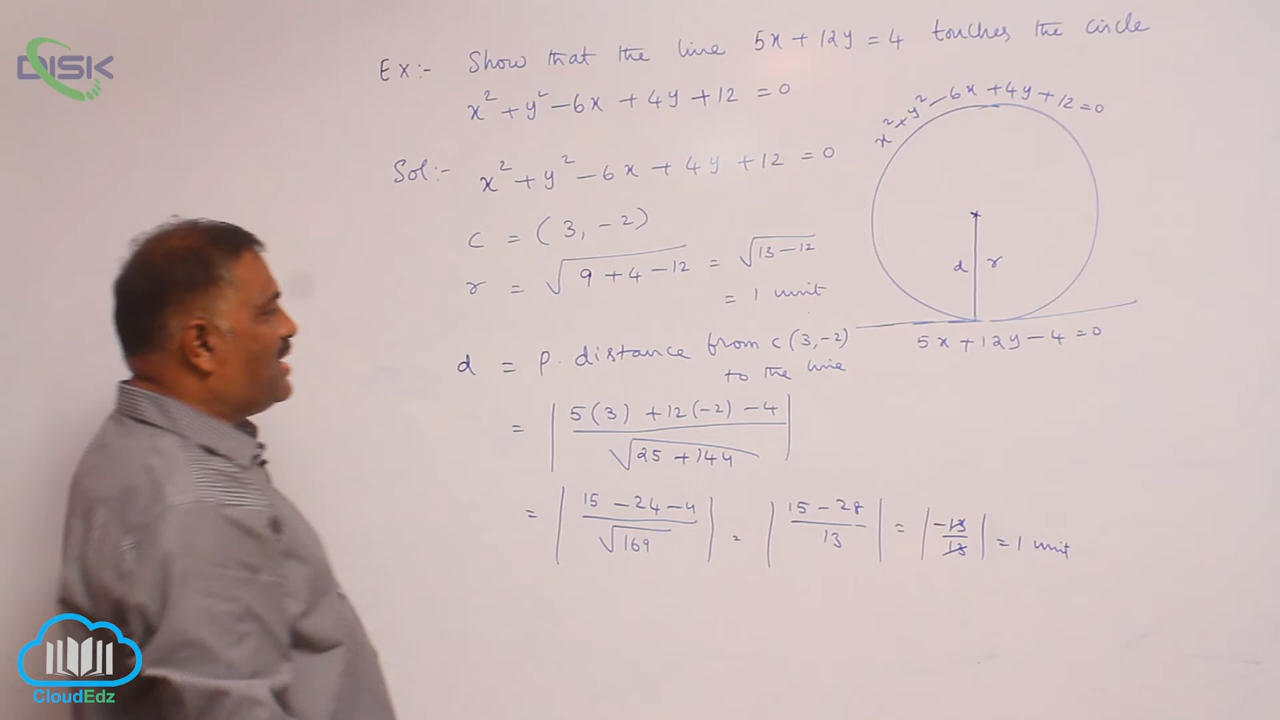 DISK
Ex:- Show that the line 5x + 12y = 4 touches the circle
x² + y² - 6x + 4y + 12 = 0
x² + y² - 6x + 4y + 12 = 0
Sol:- x² + y² - 6x + 4y + 12 = 0
c = (3, -2)
r = √(9 + 4 - 12) = √(13 - 12)
= 1 unit
d r
5x + 12y - 4 = 0
d = p. distance from c (3, -2)
to the line
= | (5(3) + 12(-2) - 4) / √(25 + 144) |
= | (15 - 24 - 4) / √169 | = | (15 - 28) / 13 | = | -13 / 13 | = 1 unit
CloudEdz